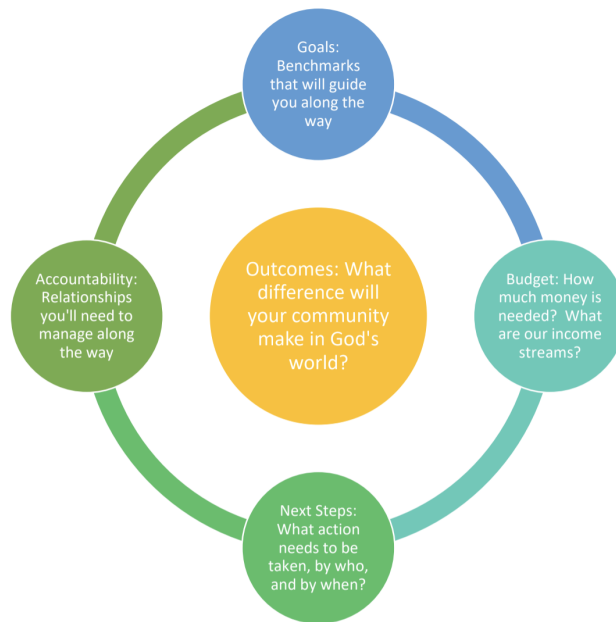 Goals:
Benchmarks
that will guide
you along the
way
Accountability:
Relationships
you'll need to
manage along
the way
Outcomes: What
difference will
your community
make in God's
world?
Budget: How
much money is
needed?  What
are our income
streams?
Next Steps:
What action
needs to be
taken, by who,
and by when?